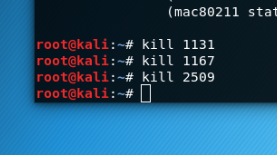 (mac80211 stat
root@kali:~# kill 1131
root@kali:~# kill 1167
root@kali:~# kill 2509
root@kali:~#